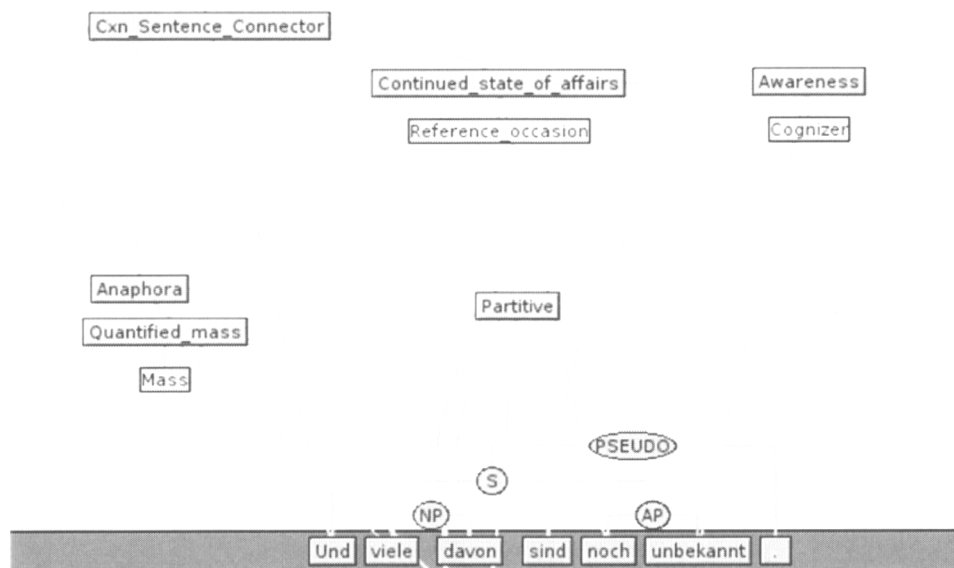 Cxn_Sentence_Connector
Continued_state_of_affairs Awareness
Reference_occasion Cognizer
Anaphora
Partitive
Quantified_mass
Mass
PSEUDO
S
NP AP
Und viele davon sind noch unbekannt .